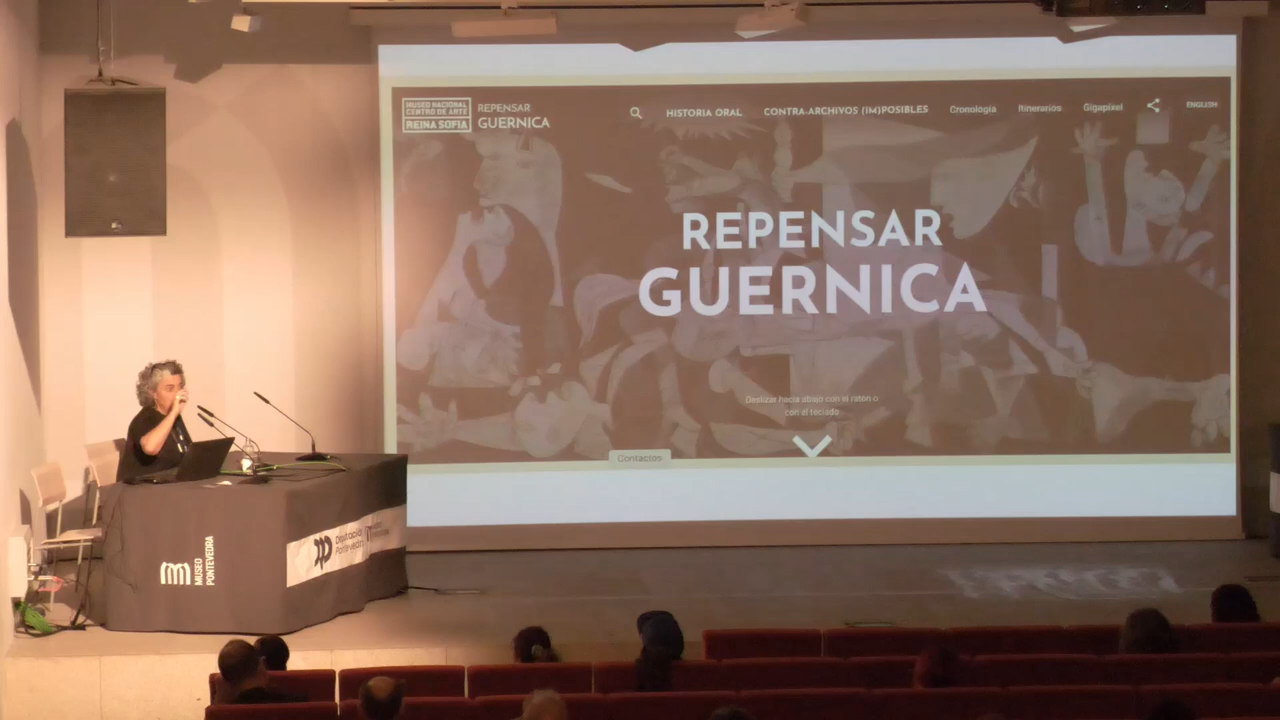 MUSEO NACIONAL
CENTRO DE ARTE
REINA SOFIA
REPENSAR
GUERNICA
HISTORIA ORAL
CONTRA-ARCHIVOS (IM)POSIBLES
Cronología
Itinerarios
Gigapíxel
ENGLISH
REPENSAR
GUERNICA
Deslizar hacia abajo con el ratón o
con el teclado
Contactos
MUSEO
PONTEVEDRA
Deputación
Pontevedra